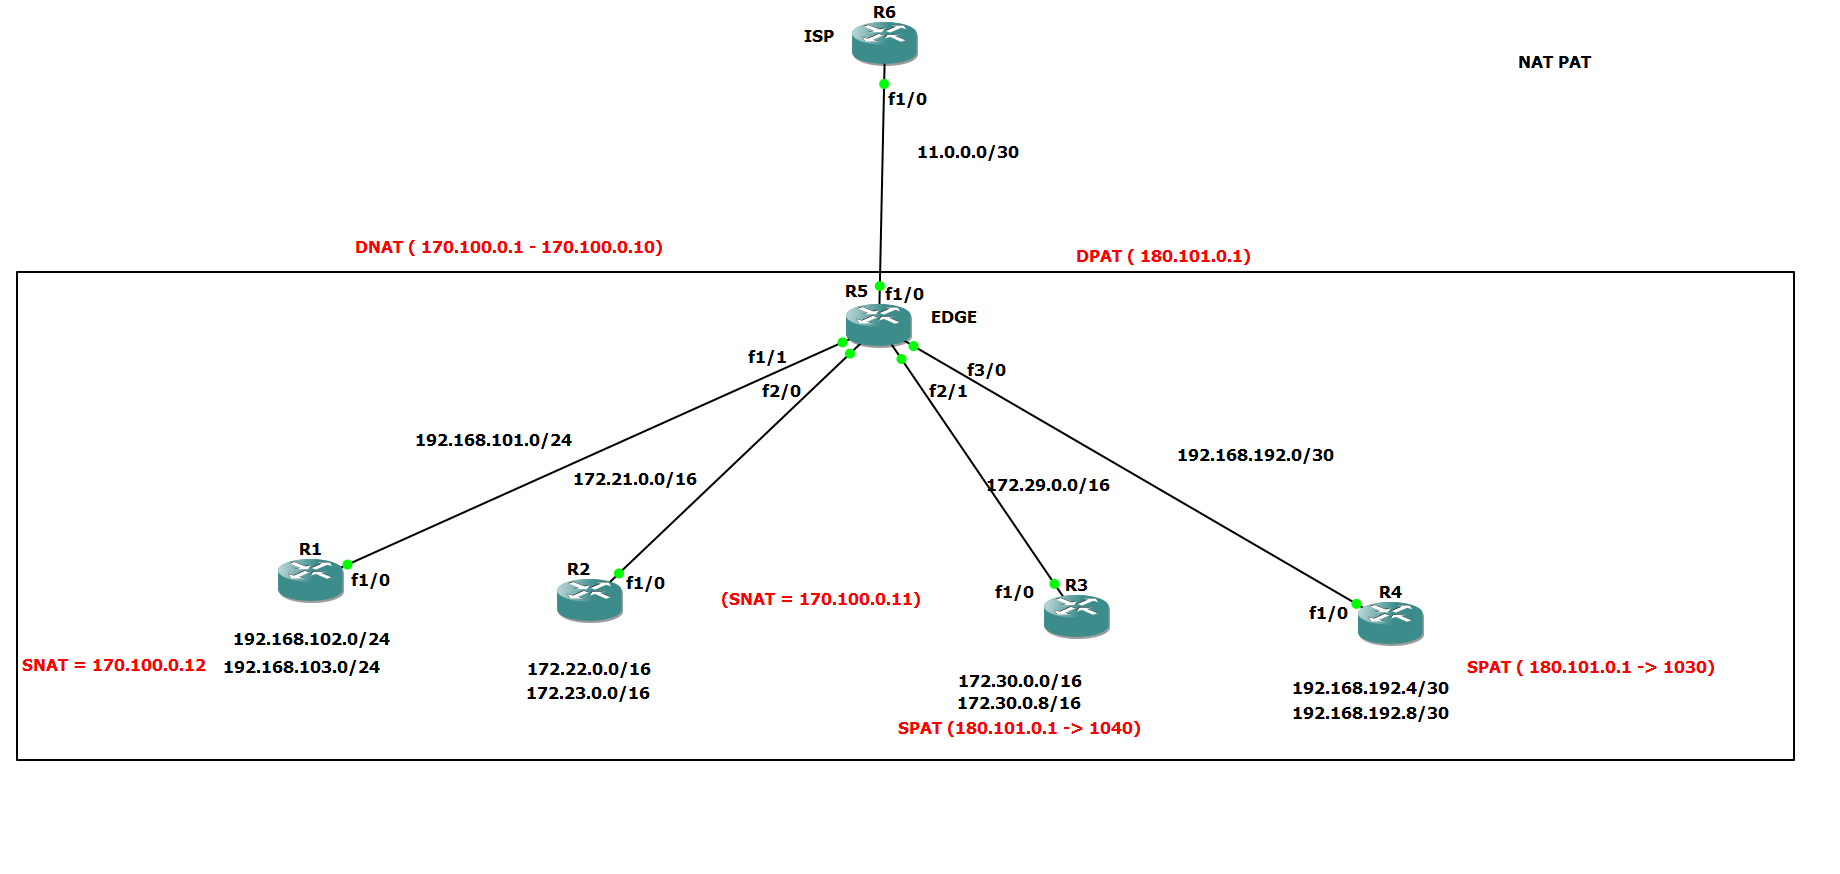 R6
ISP
NAT PAT
f1/0
11.0.0.0/30
DNAT ( 170.100.0.1 - 170.100.0.10)
DPAT ( 180.101.0.1)
R5
f1/0
EDGE
f1/1
f3/0
f2/0
f2/1
192.168.101.0/24
192.168.192.0/30
172.21.0.0/16
172.29.0.0/16
R1
f1/0
R2
f1/0
(SNAT = 170.100.0.11)
f1/0
R3
R4
f1/0
192.168.102.0/24
SNAT = 170.100.0.12
192.168.103.0/24
172.22.0.0/16
172.23.0.0/16
172.30.0.0/16
172.30.0.8/16
SPAT (180.101.0.1 -> 1040)
SPAT ( 180.101.0.1 -> 1030)
192.168.192.4/30
192.168.192.8/30